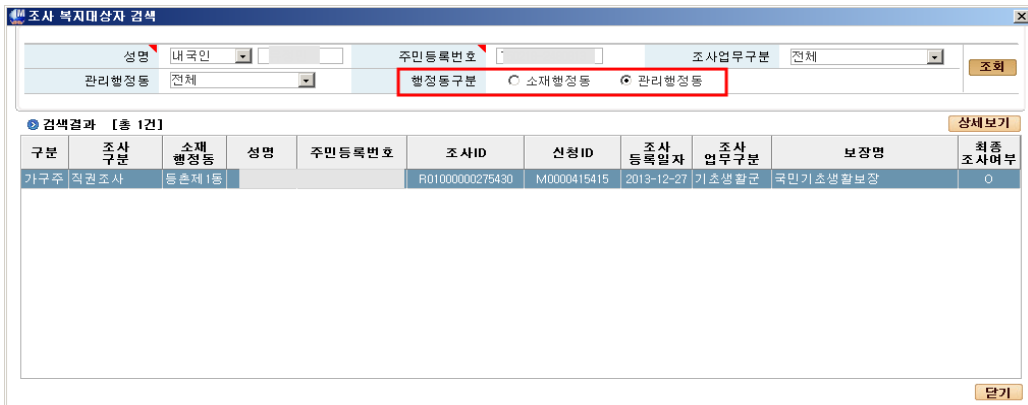 조사 복지대상자 검색
성명 내국인 주민등록번호 조사업무구분 전체 조회
관리행정동 전체 행정동구분 소재행정동 관리행정동
검색결과 [총 1건] 상세보기
구분 조사구분 소재행정동 성명 주민등록번호 조사ID 신청ID 조사등록일자 조사업무구분 보장명 최종조사여부
가구주 직권조사 등촌제1동 R01000000275430 M0000415415 2013-12-27 기초생활군 국민기초생활보장 O
닫기